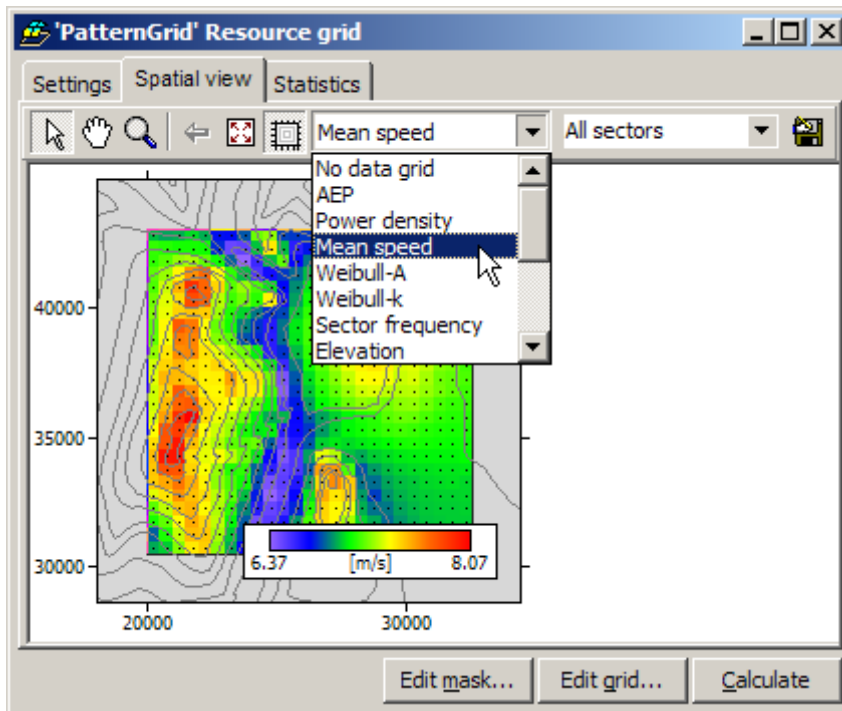 'PatternGrid' Resource grid
Settings Spatial view Statistics
Mean speed All sectors
No data grid
AEP
Power density
Mean speed
Weibull-A
Weibull-k
Sector frequency
Elevation
40000
35000
30000
6.37 [m/s] 8.07
20000 30000
Edit mask... Edit grid... Calculate